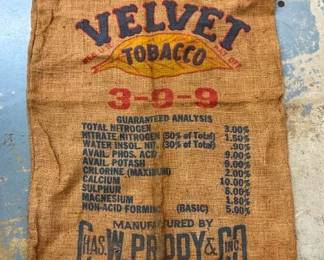 VELVET
TOBACCO
3-9-9
GUARANTEED ANALYSIS
TOTAL NITROGEN 3.00%
NITRATE NITROGEN (50% of Total) 1.50%
WATER INSOL. NIT. (30% of Total) .90%
AVAIL. PHOS. ACID 9.00%
AVAIL. POTASH 9.00%
CHLORINE (MAXIMUM) 2.00%
CALCIUM 10.00%
SULPHUR 6.00%
MAGNESIUM 1.80%
NON-ACID FORMING (BASIC) 5.00%
MANUFACTURED BY
CHAS. W. PRIDDY & CO. INC.